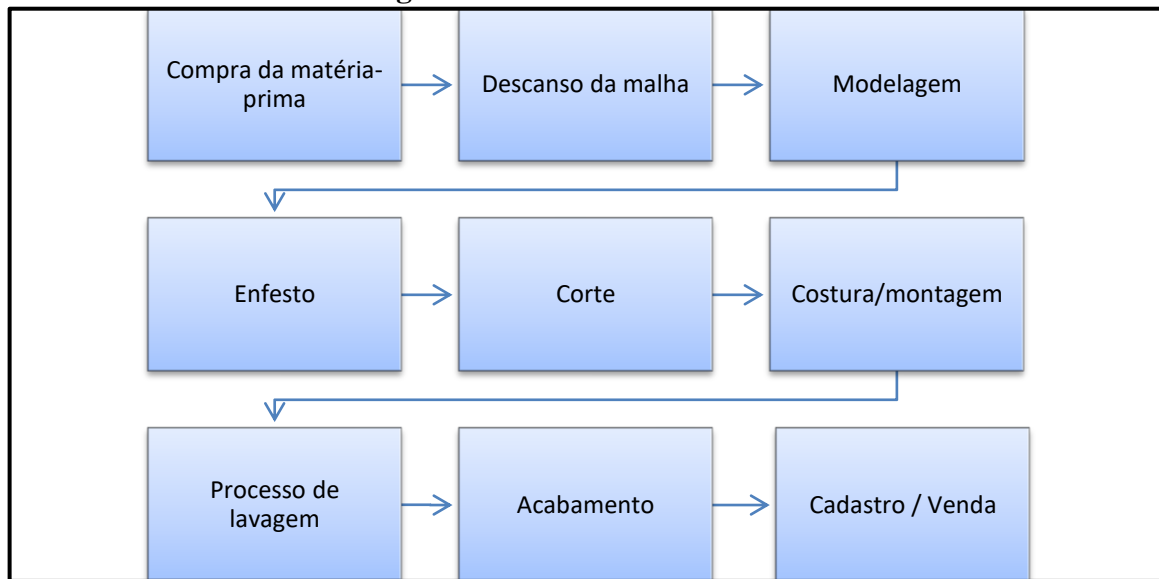 Compra da matéria-
prima
Descanso da malha
Modelagem
Enfesto
Corte
Costura/montagem
Processo de
lavagem
Acabamento
Cadastro / Venda